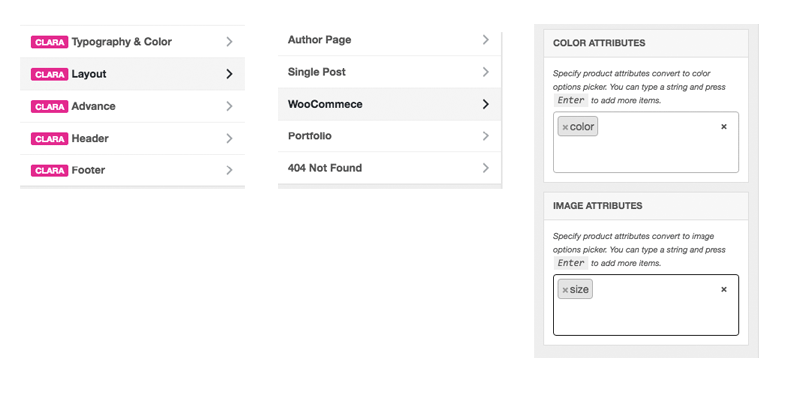 CLARA Typography & Color
CLARA Layout
CLARA Advance
CLARA Header
CLARA Footer
Author Page
Single Post
WooCommece
Portfolio
404 Not Found
COLOR ATTRIBUTES
Specify product attributes convert to color
options picker. You can type a string and press
Enter to add more items.
× color ×
IMAGE ATTRIBUTES
Specify product attributes convert to image
options picker. You can type a string and press
Enter to add more items.
× size ×